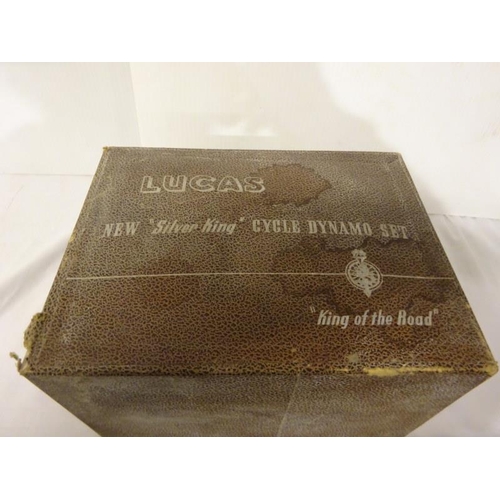 LUCAS
NEW "Silver King" CYCLE DYNAMO SET
"King of the Road"